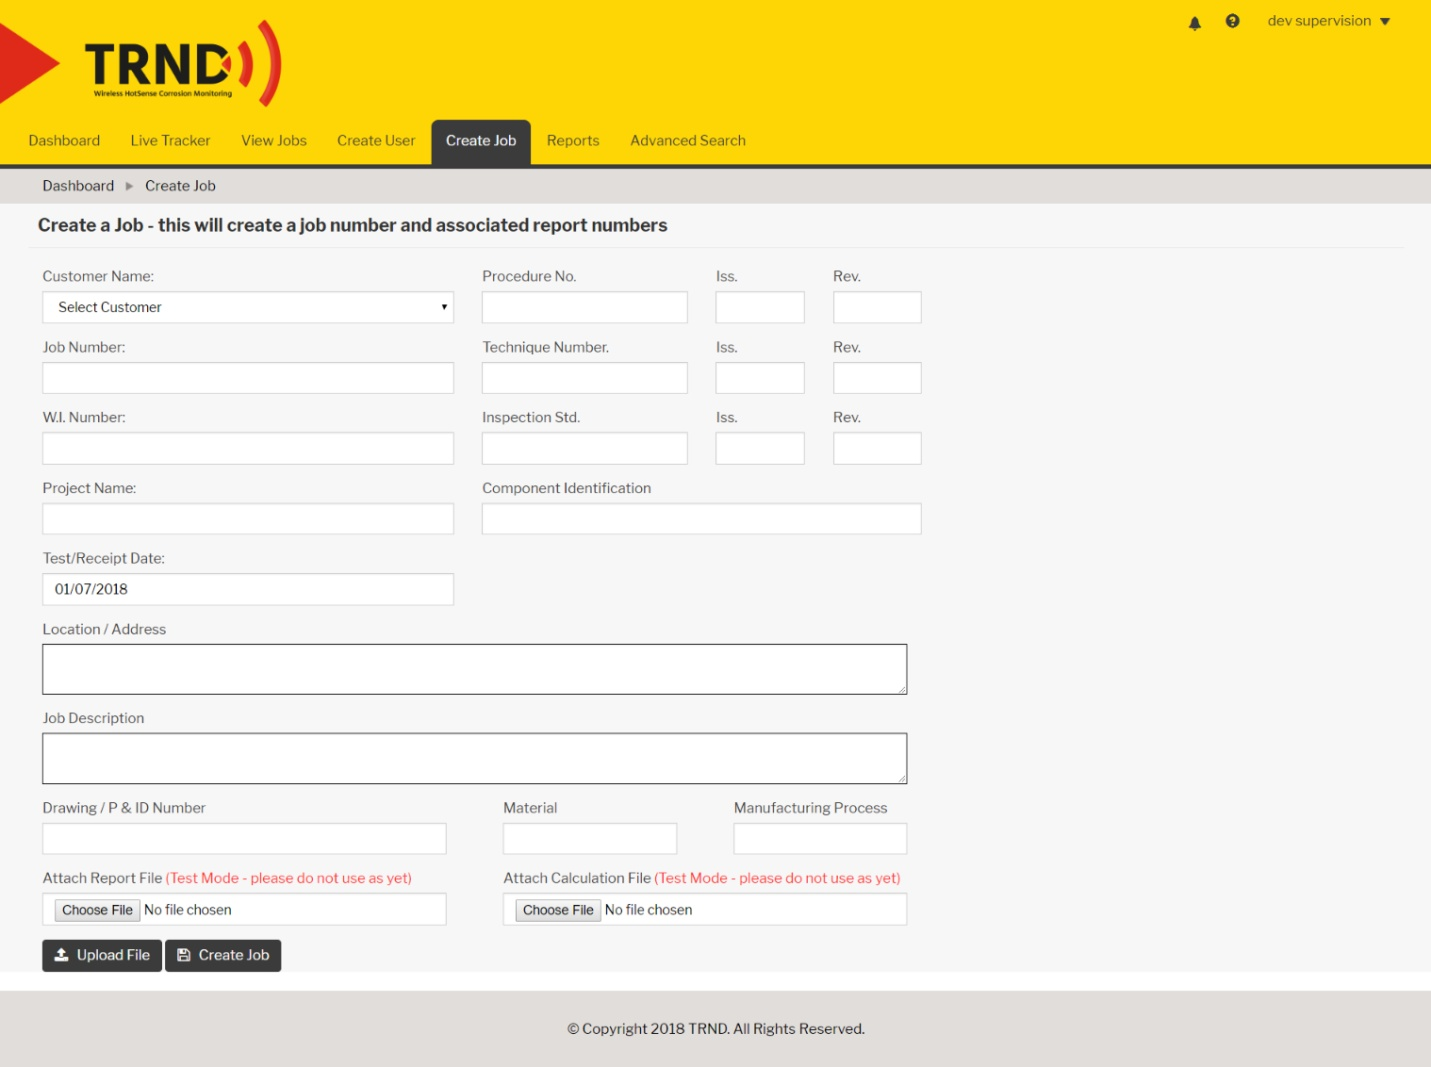 TRND
Wireless HotSense Corrosion Monitoring
dev supervision
Dashboard Live Tracker View Jobs Create User Create Job Reports Advanced Search
Dashboard Create Job
Create a Job - this will create a job number and associated report numbers
Customer Name: Procedure No. Iss. Rev.
Select Customer
Job Number: Technique Number. Iss. Rev.
W.I. Number: Inspection Std. Iss. Rev.
Project Name: Component Identification
Test/Receipt Date:
01/07/2018
Location / Address
Job Description
Drawing / P & ID Number Material Manufacturing Process
Attach Report File (Test Mode - please do not use as yet) Attach Calculation File (Test Mode - please do not use as yet)
Choose File No file chosen Choose File No file chosen
Upload File Create Job
© Copyright 2018 TRND. All Rights Reserved.